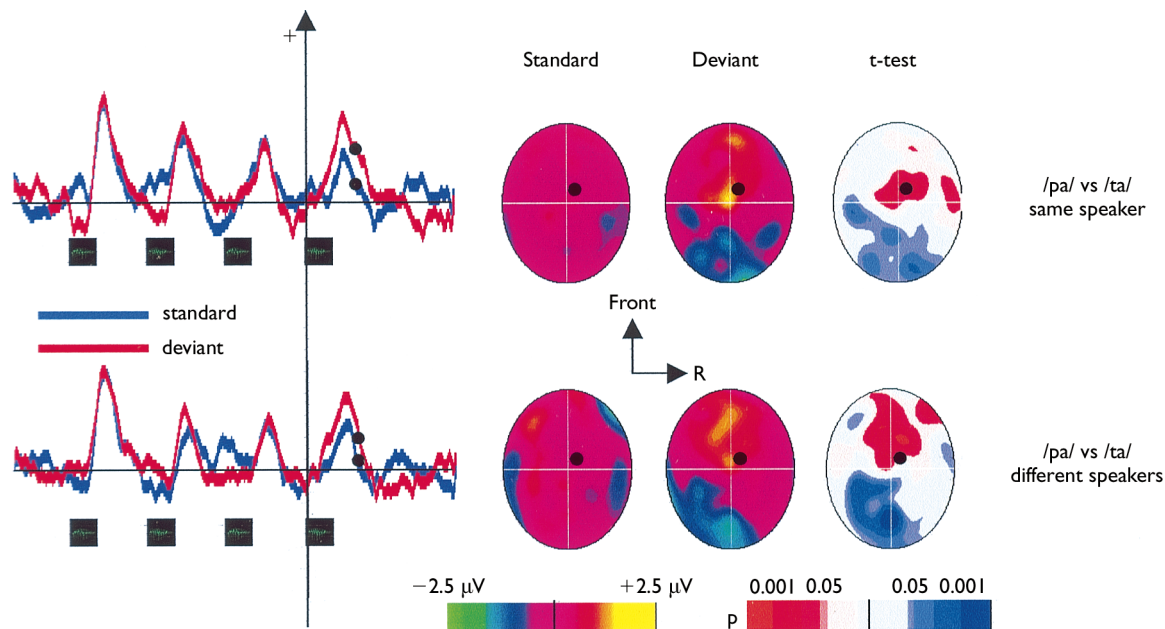 +
Standard Deviant t-test
/pa/ vs /ta/
same speaker
standard
deviant
Front
R
/pa/ vs /ta/
different speakers
−2.5 μV +2.5 μV
0.001 0.05 0.05 0.001
P